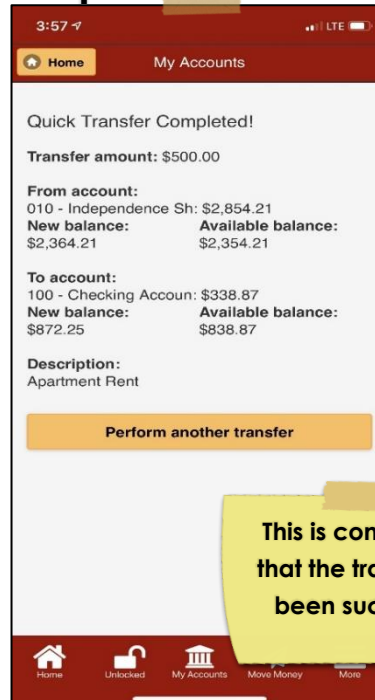 3:57
LTE
Home
My Accounts
Quick Transfer Completed!
Transfer amount: $500.00
From account:
010 - Independence Sh: $2,854.21
New balance: Available balance:
$2,364.21 $2,354.21
To account:
100 - Checking Accoun: $338.87
New balance: Available balance:
$872.25 $838.87
Description:
Apartment Rent
Perform another transfer
This is con
that the tra
been suc
Home Unlocked My Accounts Move Money More